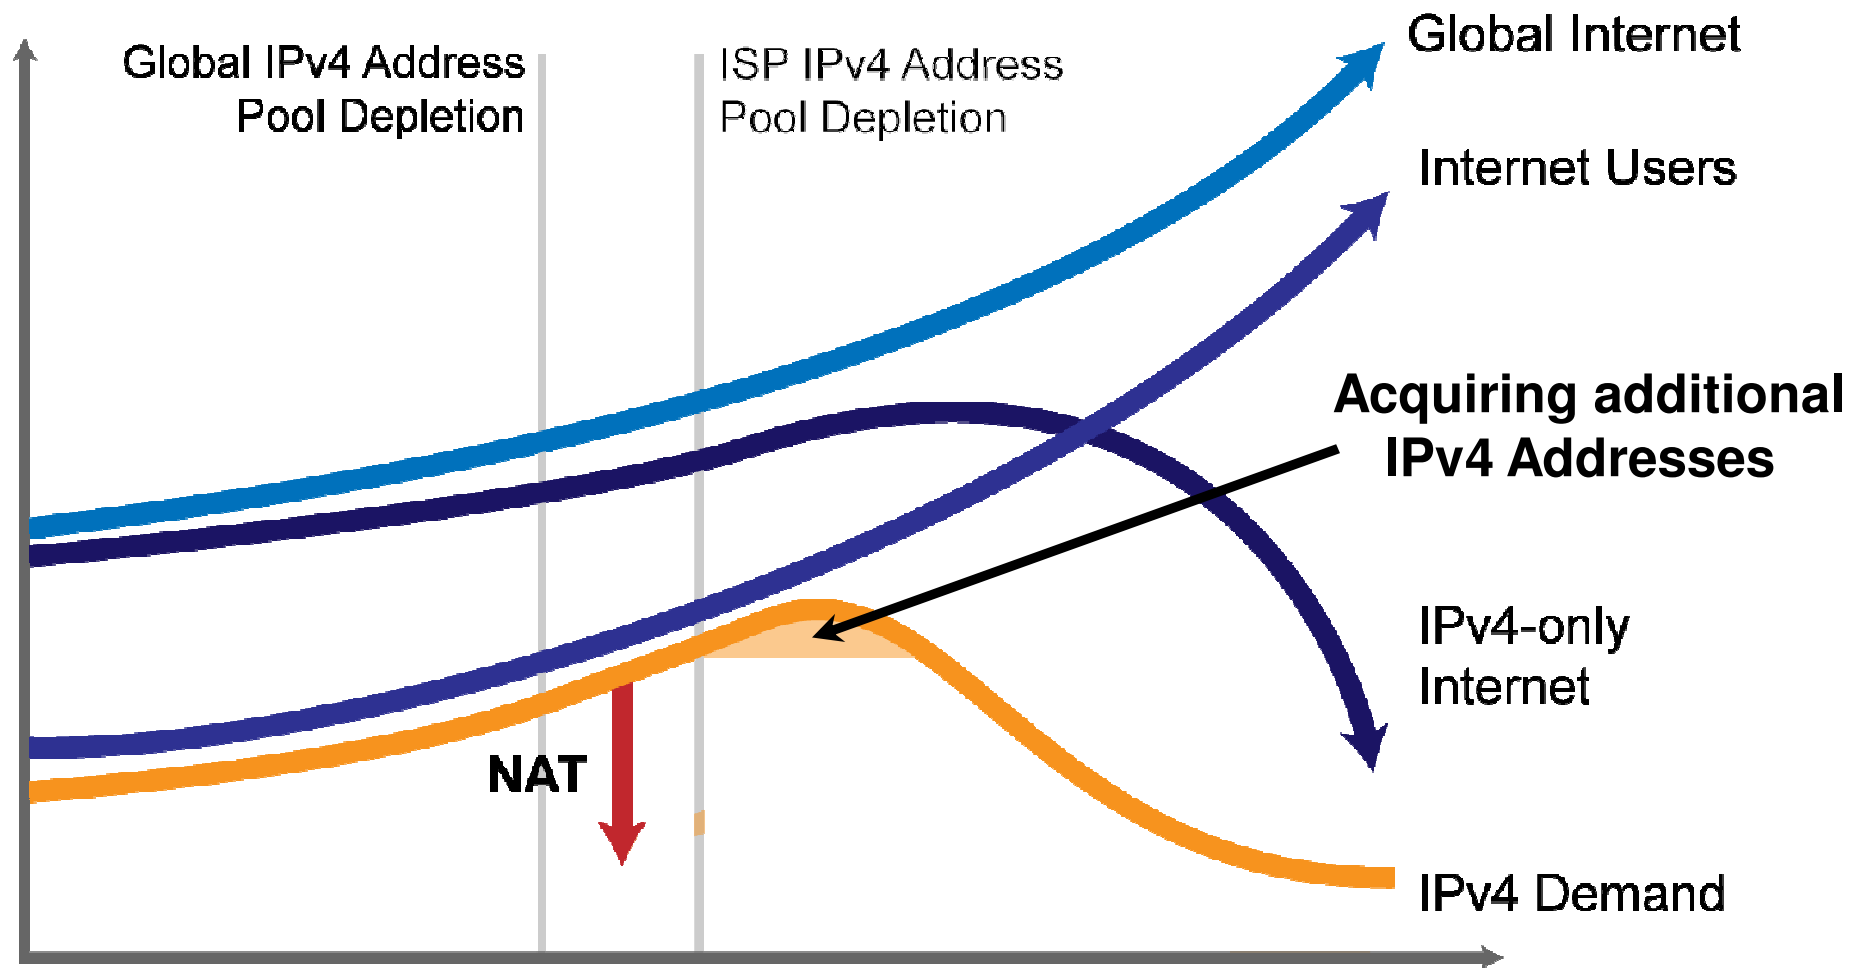 Global IPv4 Address
Pool Depletion
ISP IPv4 Address
Pool Depletion
Global Internet
Internet Users
Acquiring additional
IPv4 Addresses
IPv4-only
Internet
NAT
IPv4 Demand